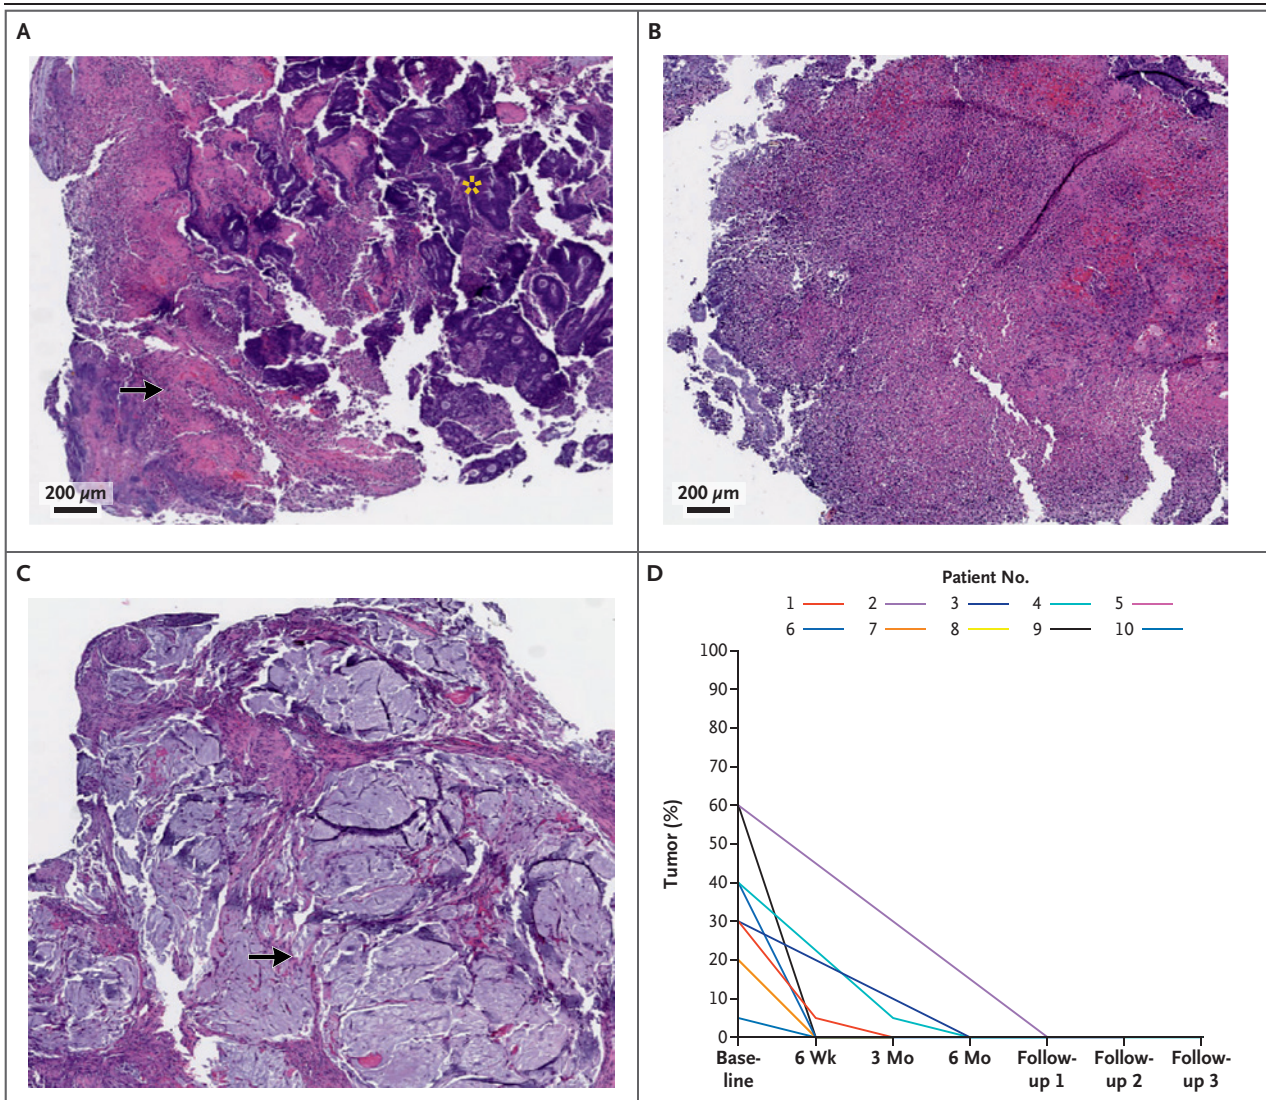 A
200 μm
B
200 μm
C
D
Patient No.
1 2 3 4 5
6 7 8 9 10
Tumor (%)
100
90
80
70
60
50
40
30
20
10
0
Base-
line
6 Wk
3 Mo
6 Mo
Follow-
up 1
Follow-
up 2
Follow-
up 3